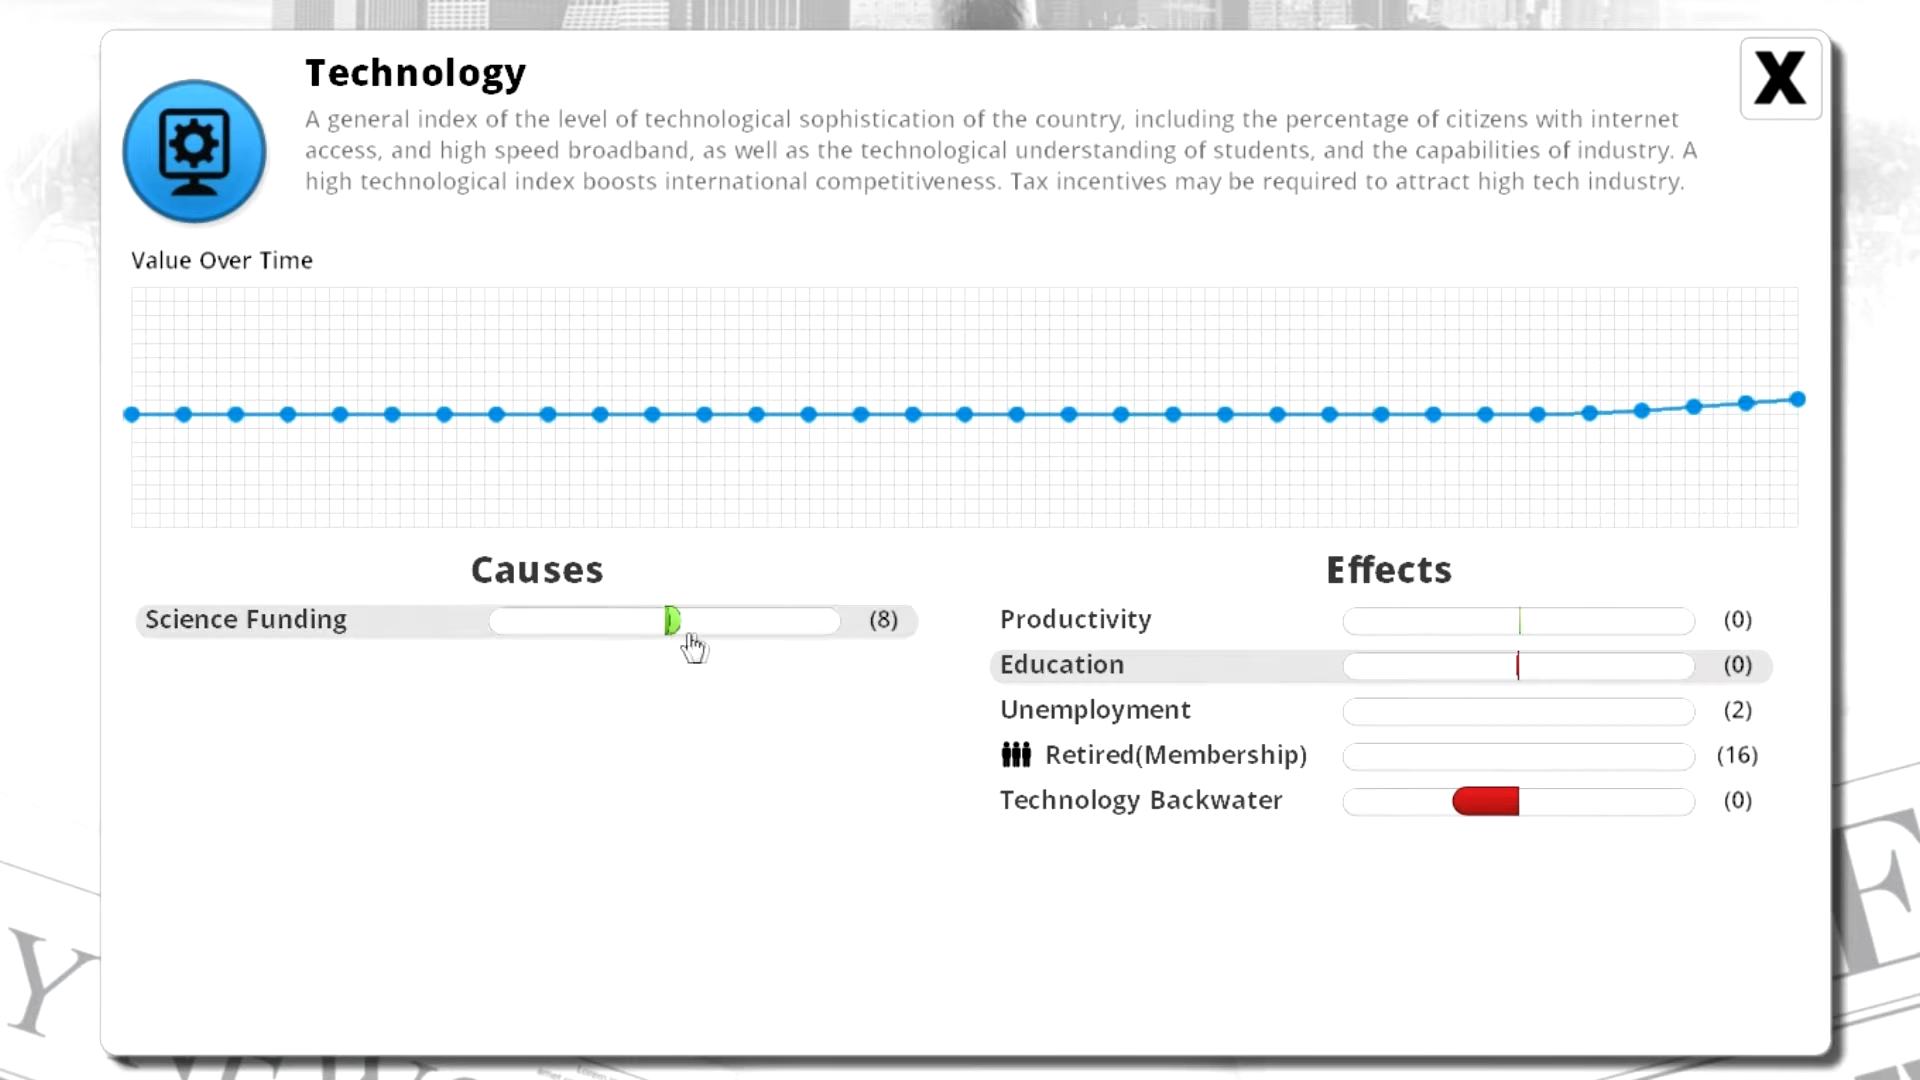 Technology
X
A general index of the level of technological sophistication of the country, including the percentage of citizens with internet
access, and high speed broadband, as well as the technological understanding of students, and the capabilities of industry. A
high technological index boosts international competitiveness. Tax incentives may be required to attract high tech industry.
Value Over Time
Causes
Science Funding (8)
Effects
Productivity (0)
Education (0)
Unemployment (2)
Retired(Membership) (16)
Technology Backwater (0)